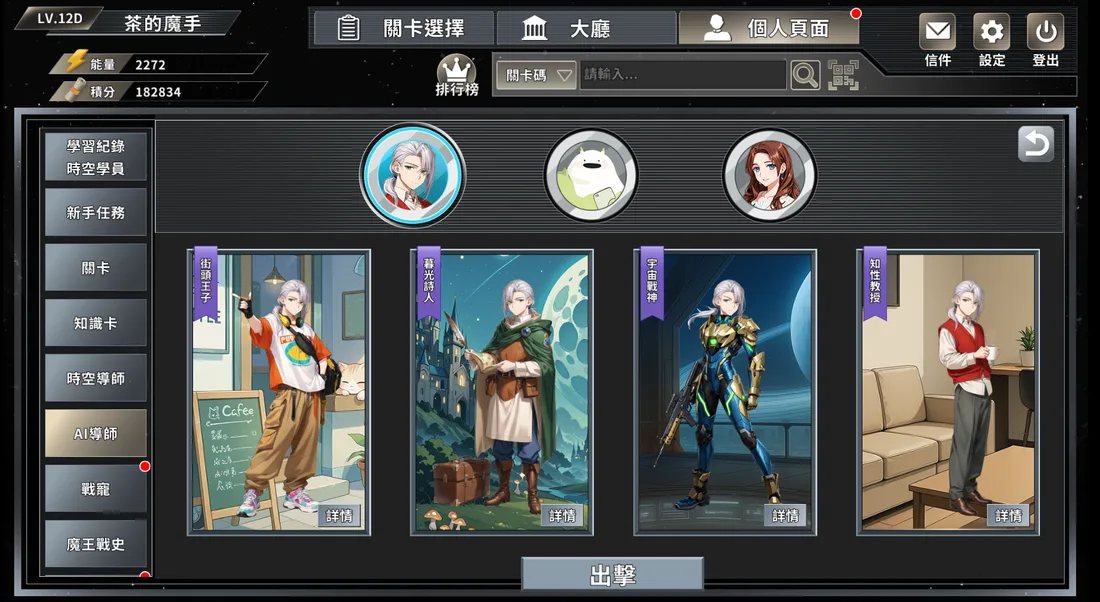 LV.12D
茶的魔手
能量 2272
積分 182834
關卡選擇
大廳
個人頁面
信件
設定
登出
排行榜
關卡碼
請輸入...
學習紀錄
時空學員
新手任務
關卡
知識卡
時空導師
AI導師
戰寵
魔王戰史
街頭王子
Cafee
詳情
暮光詩人
詳情
宇宙戰神
詳情
知性教授
詳情
出擊